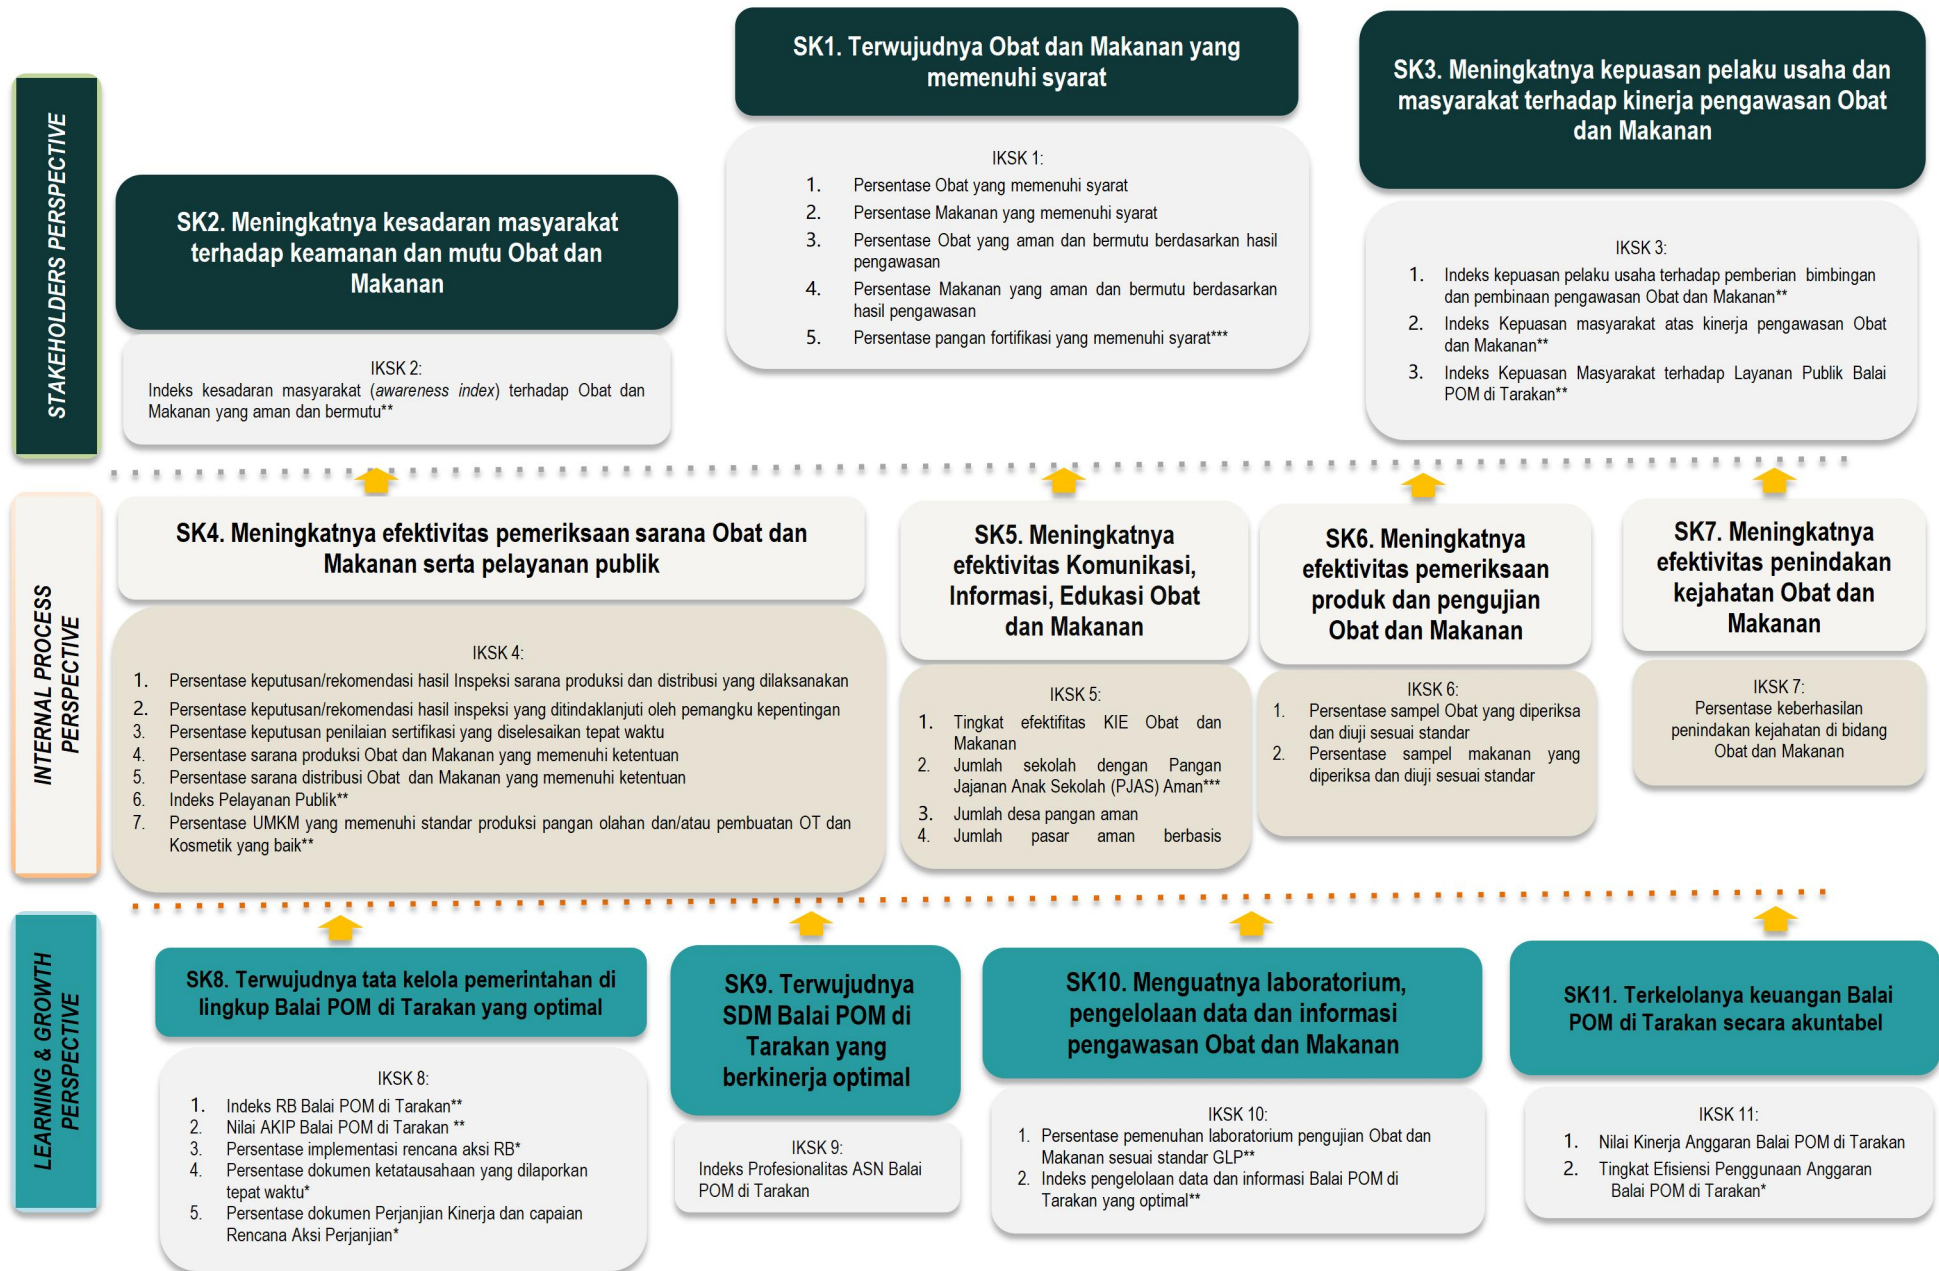 STAKEHOLDERS PERSPECTIVE
SK1. Terwujudnya Obat dan Makanan yang
memenuhi syarat
IKSK 1:
1. Persentase Obat yang memenuhi syarat
2. Persentase Makanan yang memenuhi syarat
3. Persentase Obat yang aman dan bermutu berdasarkan hasil
pengawasan
4. Persentase Makanan yang aman dan bermutu berdasarkan
hasil pengawasan
5. Persentase pangan fortifikasi yang memenuhi syarat***
SK2. Meningkatnya kesadaran masyarakat
terhadap keamanan dan mutu Obat dan
Makanan
IKSK 2:
Indeks kesadaran masyarakat (awareness index) terhadap Obat dan
Makanan yang aman dan bermutu**
SK3. Meningkatnya kepuasan pelaku usaha dan
masyarakat terhadap kinerja pengawasan Obat
dan Makanan
IKSK 3:
1. Indeks kepuasan pelaku usaha terhadap pemberian bimbingan
dan pembinaan pengawasan Obat dan Makanan**
2. Indeks Kepuasan masyarakat atas kinerja pengawasan Obat
dan Makanan**
3. Indeks Kepuasan Masyarakat terhadap Layanan Publik Balai
POM di Tarakan**
INTERNAL PROCESS
PERSPECTIVE
SK4. Meningkatnya efektivitas pemeriksaan sarana Obat dan
Makanan serta pelayanan publik
IKSK 4:
1. Persentase keputusan/rekomendasi hasil Inspeksi sarana produksi dan distribusi yang dilaksanakan
2. Persentase keputusan/rekomendasi hasil inspeksi yang ditindaklanjuti oleh pemangku kepentingan
3. Persentase keputusan penilaian sertifikasi yang diselesaikan tepat waktu
4. Persentase sarana produksi Obat dan Makanan yang memenuhi ketentuan
5. Persentase sarana distribusi Obat dan Makanan yang memenuhi ketentuan
6. Indeks Pelayanan Publik**
7. Persentase UMKM yang memenuhi standar produksi pangan olahan dan/atau pembuatan OT dan
Kosmetik yang baik**
SK5. Meningkatnya
efektivitas Komunikasi,
Informasi, Edukasi Obat
dan Makanan
IKSK 5:
1. Tingkat efektifitas KIE Obat dan
Makanan
2. Jumlah sekolah dengan Pangan
Jajanan Anak Sekolah (PJAS) Aman***
3. Jumlah desa pangan aman
4. Jumlah pasar aman berbasis
SK6. Meningkatnya
efektivitas pemeriksaan
produk dan pengujian
Obat dan Makanan
IKSK 6:
1. Persentase sampel Obat yang diperiksa
dan diuji sesuai standar
2. Persentase sampel makanan yang
diperiksa dan diuji sesuai standar
SK7. Meningkatnya
efektivitas penindakan
kejahatan Obat dan
Makanan
IKSK 7:
Persentase keberhasilan
penindakan kejahatan di bidang
Obat dan Makanan
LEARNING & GROWTH
PERSPECTIVE
SK8. Terwujudnya tata kelola pemerintahan di
lingkup Balai POM di Tarakan yang optimal
IKSK 8:
1. Indeks RB Balai POM di Tarakan**
2. Nilai AKIP Balai POM di Tarakan **
3. Persentase implementasi rencana aksi RB*
4. Persentase dokumen ketatausahaan yang dilaporkan
tepat waktu*
5. Persentase dokumen Perjanjian Kinerja dan capaian
Rencana Aksi Perjanjian*
SK9. Terwujudnya
SDM Balai POM di
Tarakan yang
berkinerja optimal
IKSK 9:
Indeks Profesionalitas ASN Balai
POM di Tarakan
SK10. Menguatnya laboratorium,
pengelolaan data dan informasi
pengawasan Obat dan Makanan
IKSK 10:
1. Persentase pemenuhan laboratorium pengujian Obat dan
Makanan sesuai standar GLP**
2. Indeks pengelolaan data dan informasi Balai POM di
Tarakan yang optimal**
SK11. Terkelolanya keuangan Balai
POM di Tarakan secara akuntabel
IKSK 11:
1. Nilai Kinerja Anggaran Balai POM di Tarakan
2. Tingkat Efisiensi Penggunaan Anggaran
Balai POM di Tarakan*